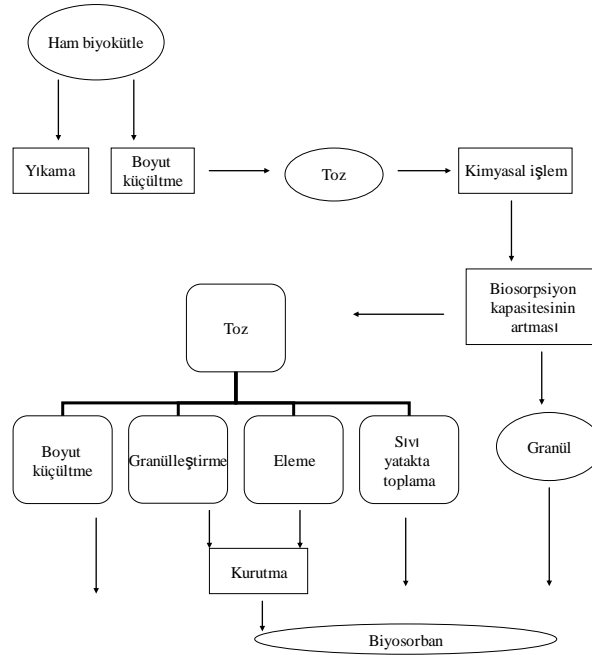 Ham biyokütle
Yıkama
Boyut
küçültme
Toz
Kimyasal işlem
Biosorpsiyon
kapasitesinin
artması
Toz
Boyut
küçültme
Granülleştirme
Eleme
Sıvı
yatakta
toplama
Granül
Kurutma
Biyosorban